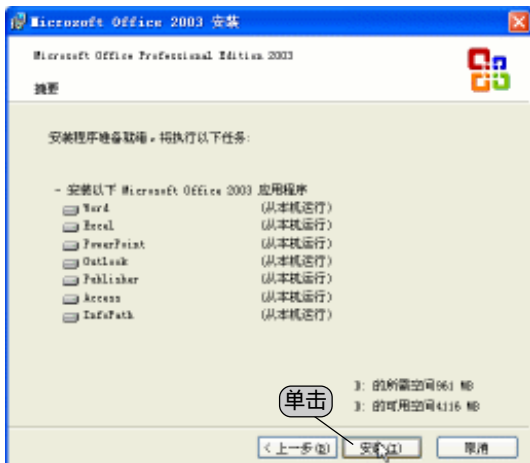 Microsoft Office 2003 安装
Microsoft Office Professional Edition 2003
摘要
安装程序准备就绪，将执行以下任务:
- 安装以下 Microsoft Office 2003 应用程序
Word (从本机运行)
Excel (从本机运行)
PowerPoint (从本机运行)
Outlook (从本机运行)
Publisher (从本机运行)
Access (从本机运行)
InfoPath (从本机运行)
D: 的所需空间961 MB
D: 的可用空间4116 MB
单击
<上一步(B)
安装(I)
取消